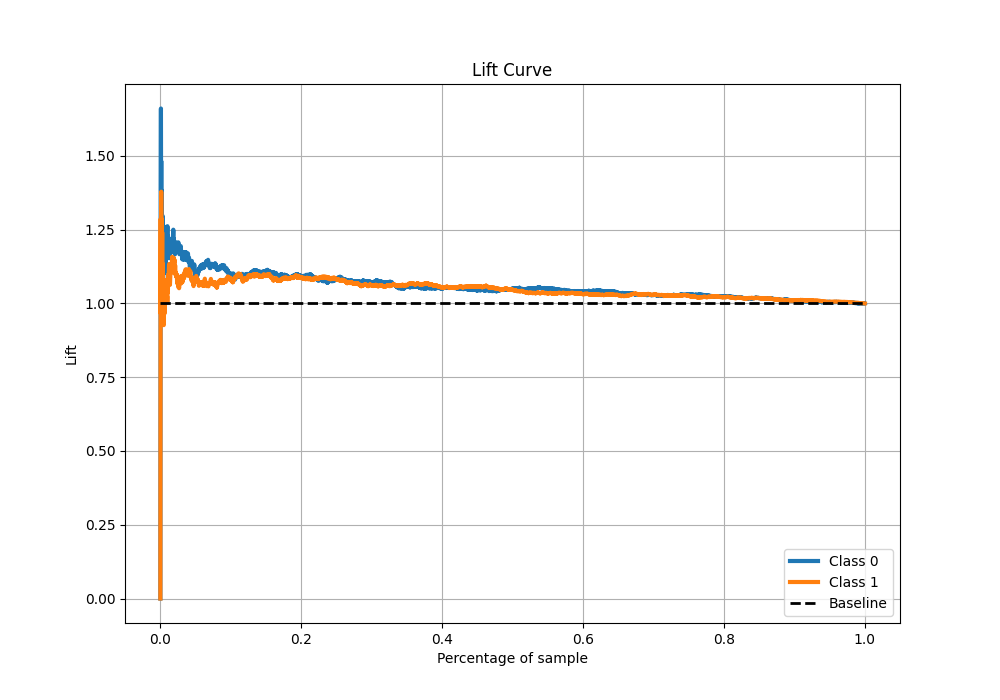 Lift Curve
1.50
1.25
1.00
0.75
0.50
0.25
0.00
Lift
0.0 0.2 0.4 0.6 0.8 1.0
Percentage of sample
Class 0
Class 1
Baseline